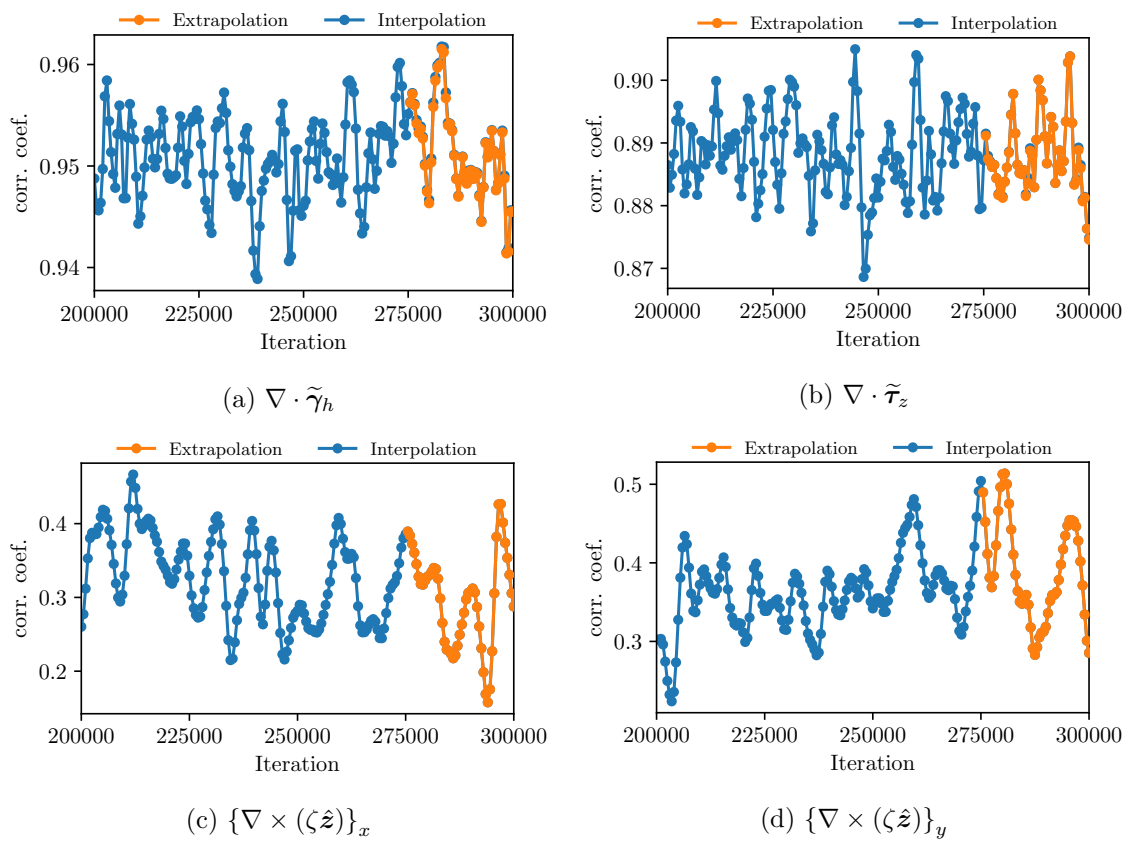 Extrapolation Interpolation
0.96
0.95
0.94
corr. coef.
200000 225000 250000 275000 300000
Iteration
(a) ∇ · γ̃_h
Extrapolation Interpolation
0.90
0.89
0.88
0.87
corr. coef.
200000 225000 250000 275000 300000
Iteration
(b) ∇ · τ̃_z
Extrapolation Interpolation
0.4
0.3
0.2
corr. coef.
200000 225000 250000 275000 300000
Iteration
(c) {∇ × (ζẑ)}_x
Extrapolation Interpolation
0.5
0.4
0.3
corr. coef.
200000 225000 250000 275000 300000
Iteration
(d) {∇ × (ζẑ)}_y